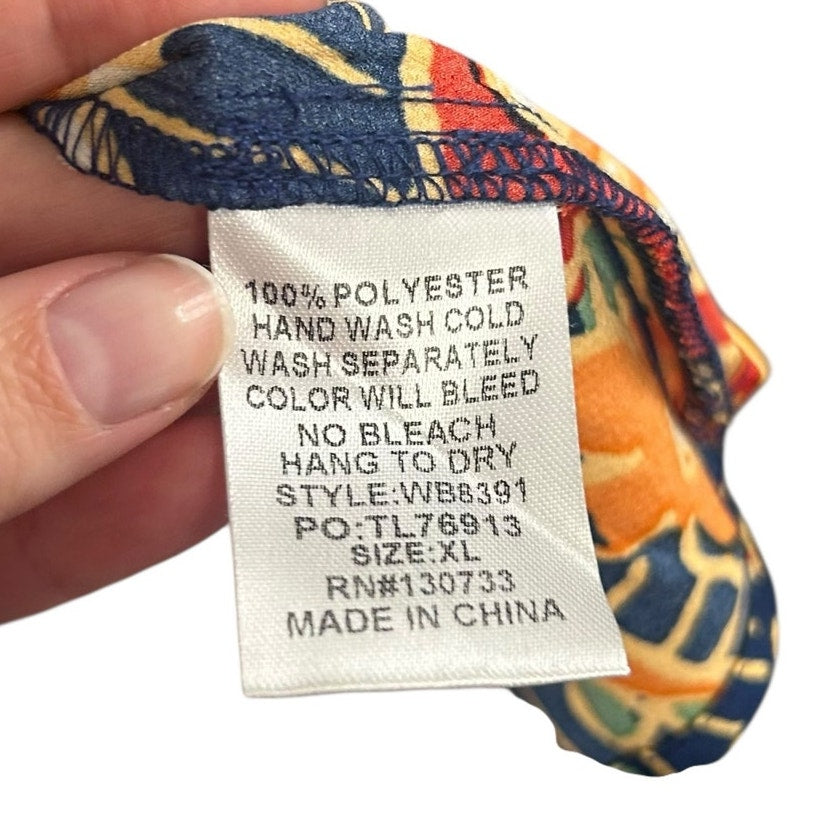 100% POLYESTER
HAND WASH COLD
WASH SEPARATELY
COLOR WILL BLEED
NO BLEACH
HANG TO DRY
STYLE:WB8391
PO:TL76913
SIZE:XL
RN#130733
MADE IN CHINA